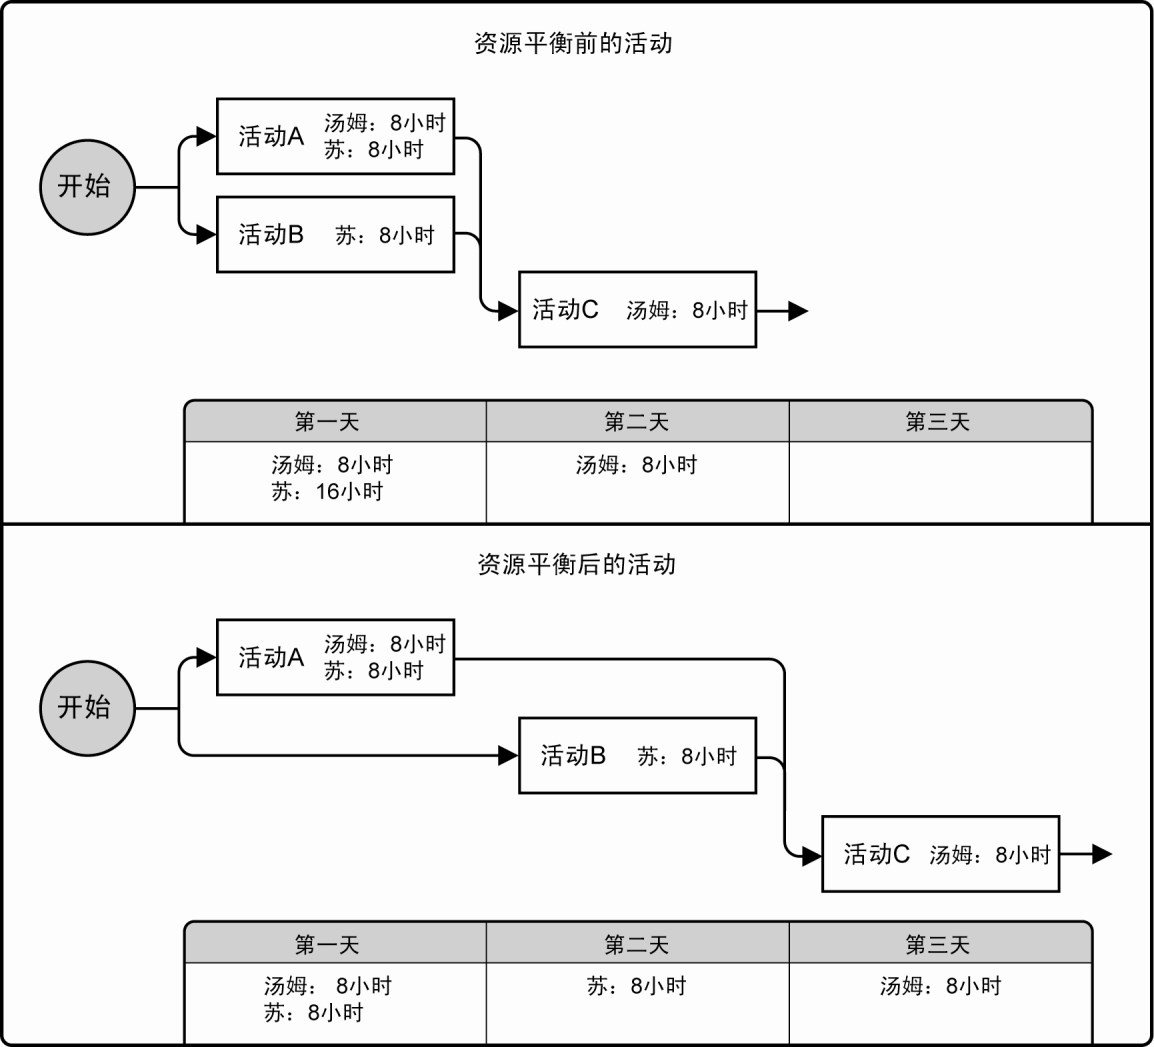 资源平衡前的活动
开始
活动A
汤姆：8小时
苏：8小时
活动B 苏：8小时
活动C 汤姆：8小时
第一天 第二天 第三天
汤姆：8小时 汤姆：8小时
苏：16小时
资源平衡后的活动
开始
活动A
汤姆：8小时
苏：8小时
活动B 苏：8小时
活动C 汤姆：8小时
第一天 第二天 第三天
汤姆： 8小时 苏：8小时 汤姆：8小时
苏：8小时